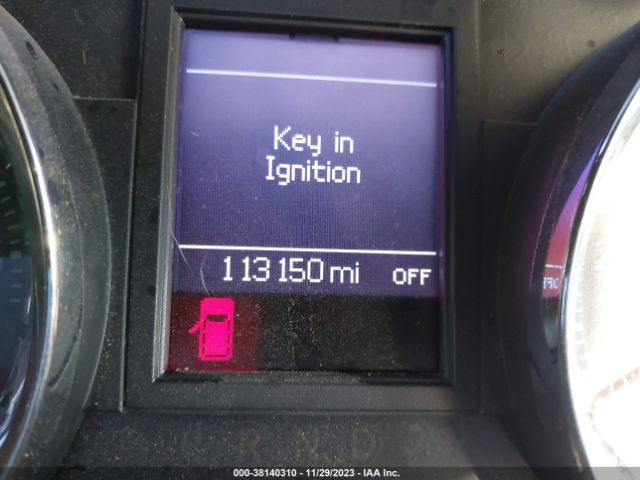 Key in
Ignition
113150 mi OFF
000-38140310 | 11/29/2023 | IAA Inc.